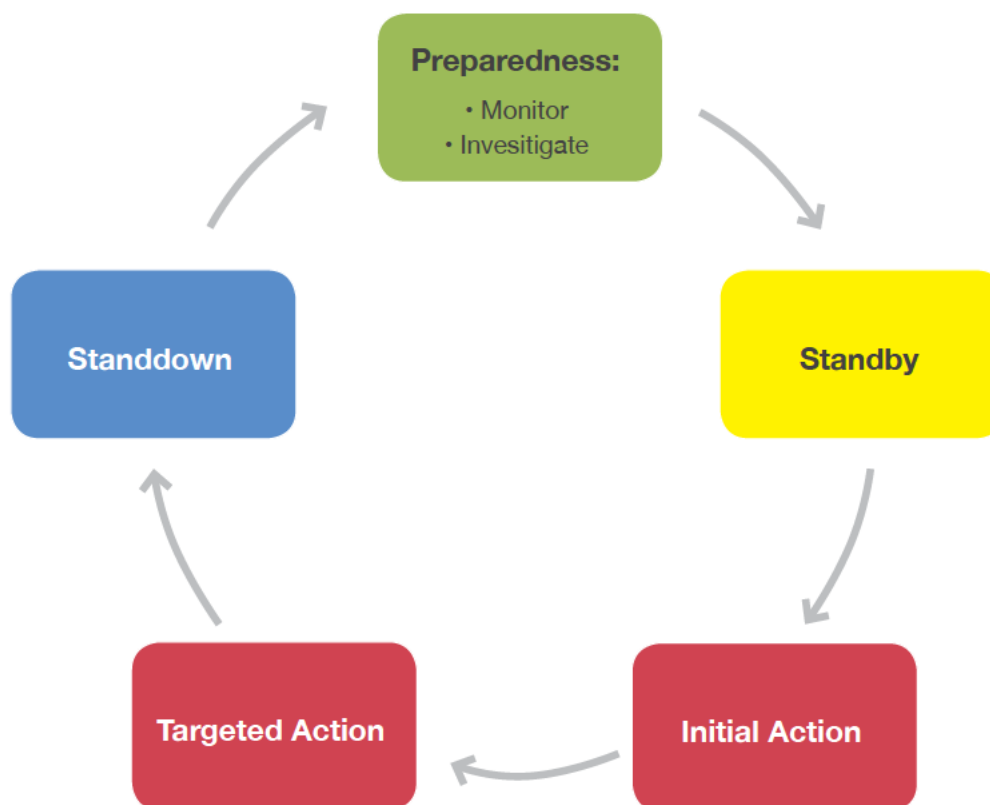 Preparedness:
• Monitor
• Invesitigate
Standdown
Standby
Targeted Action
Initial Action